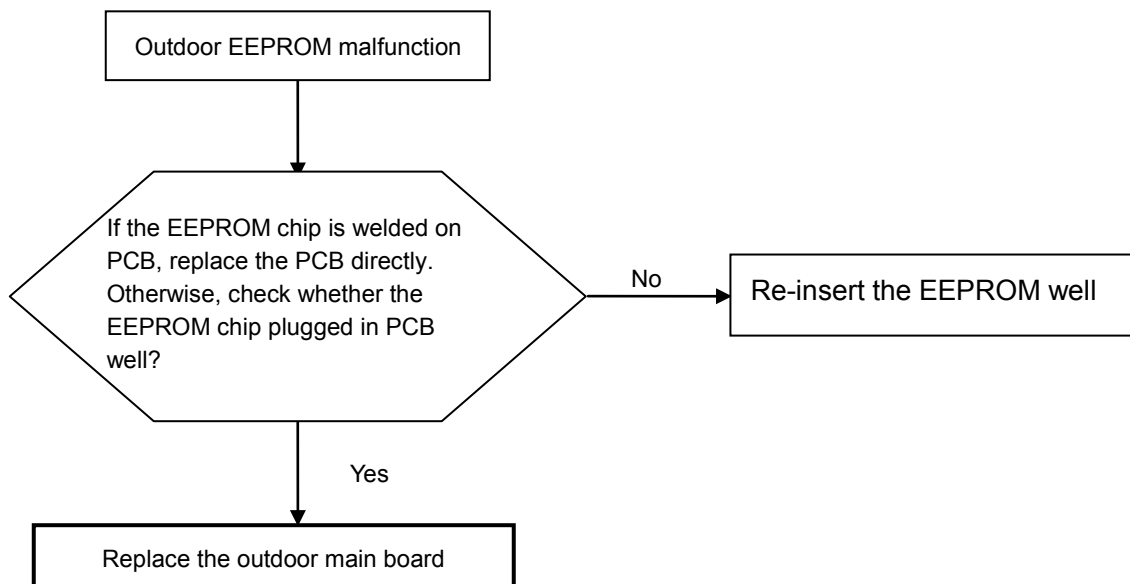 Outdoor EEPROM malfunction
If the EEPROM chip is welded on
PCB, replace the PCB directly.
Otherwise, check whether the
EEPROM chip plugged in PCB
well?
No
Re-insert the EEPROM well
Yes
Replace the outdoor main board